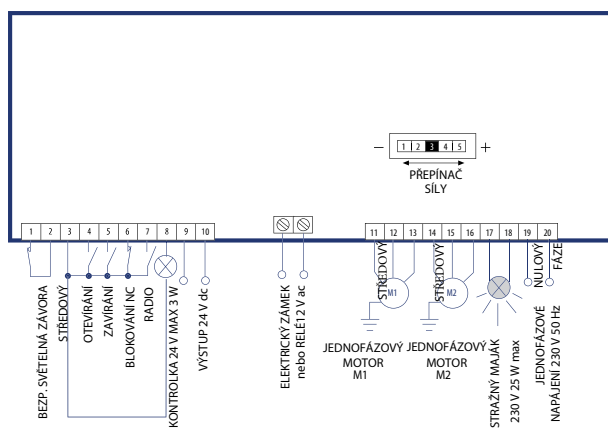 - 1 2 3 4 5 +
PŘEPÍNAČ
SÍLY
1 2 3 4 5 6 7 8 9 10
11 12 13 14 15 16 17 18 19 20
BEZP. SVĚTELNÁ ZÁVORA
STŘEDOVÝ
OTEVÍRÁNÍ
ZAVÍRÁNÍ
BLOKOVÁNÍ NC
RADIO
KONTROLKA 24 V MAX 3 W
VÝSTUP 24 V dc
ELEKTRICKÝ ZÁMEK
nebo RELÉ12 V ac
STŘEDOVÝ
M1
JEDNOFÁZOVÝ
MOTOR
M1
STŘEDOVÝ
M2
JEDNOFÁZOVÝ
MOTOR
M2
STRAŽNÝ MAJÁK
230 V 25 W max
NULOVÝ
FÁZE
JEDNOFÁZOVÉ
NAPÁJENÍ 230 V 50 Hz